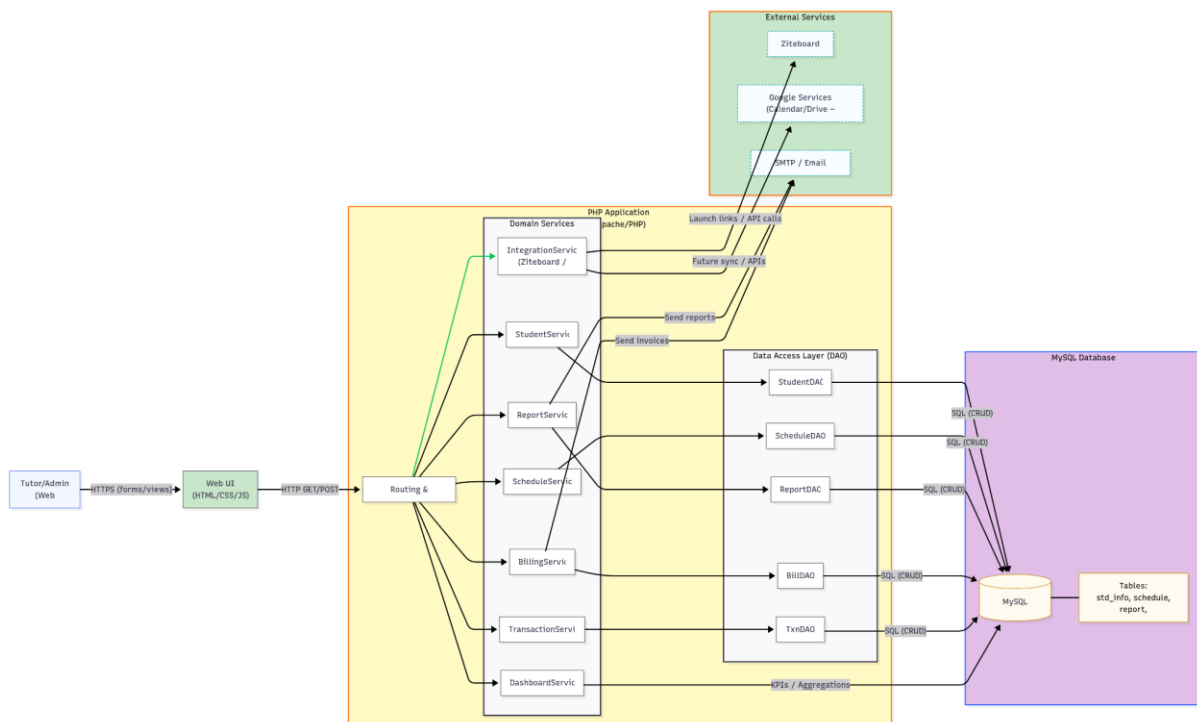 External Services
Ziteboard
Google Services
(Calendar/Drive –
SMTP / Email
PHP Application
pache/PHP)
Domain Services
Launch links / API calls
IntegrationServic
(Ziteboard /
Future sync / APIs
Send reports
StudentServic
Send invoices
Data Access Layer (DAO)
MySQL Database
StudentDAC
SQL (CRUD)
ReportServic
ScheduleDAO
SQL (CRUD)
Tutor/Admin
(Web
HTTPS (forms/views)
Web UI
(HTML/CSS/JS)
HTTP GET/POST
Routing &
ScheduleServic
ReportDAC
SQL (CRUD)
BillingServic
BillDAO
SQL (CRUD)
MySQL
Tables:
std_info, schedule,
report,
TransactionServi
TxnDAO
SQL (CRUD)
DashboardServic
KPIs / Aggregations